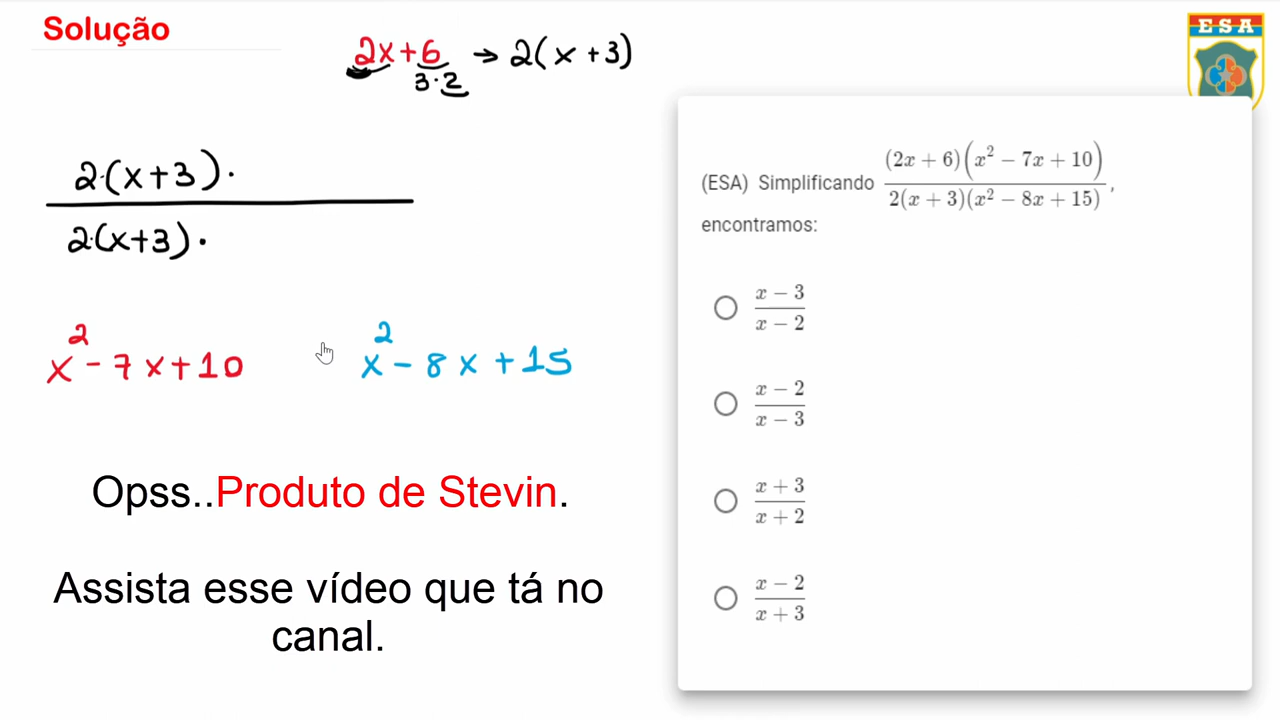 Solução
2x+6 → 2(x+3)
3·2
2·(x+3)·
2·(x+3)·
x² - 7x+10
x² - 8x +15
Opss..Produto de Stevin.
Assista esse vídeo que tá no
canal.
ESA
(ESA) Simplificando (2x + 6)(x² − 7x + 10) / 2(x + 3)(x² − 8x + 15) ,
encontramos:
x − 3
x − 2
x − 2
x − 3
x + 3
x + 2
x − 2
x + 3